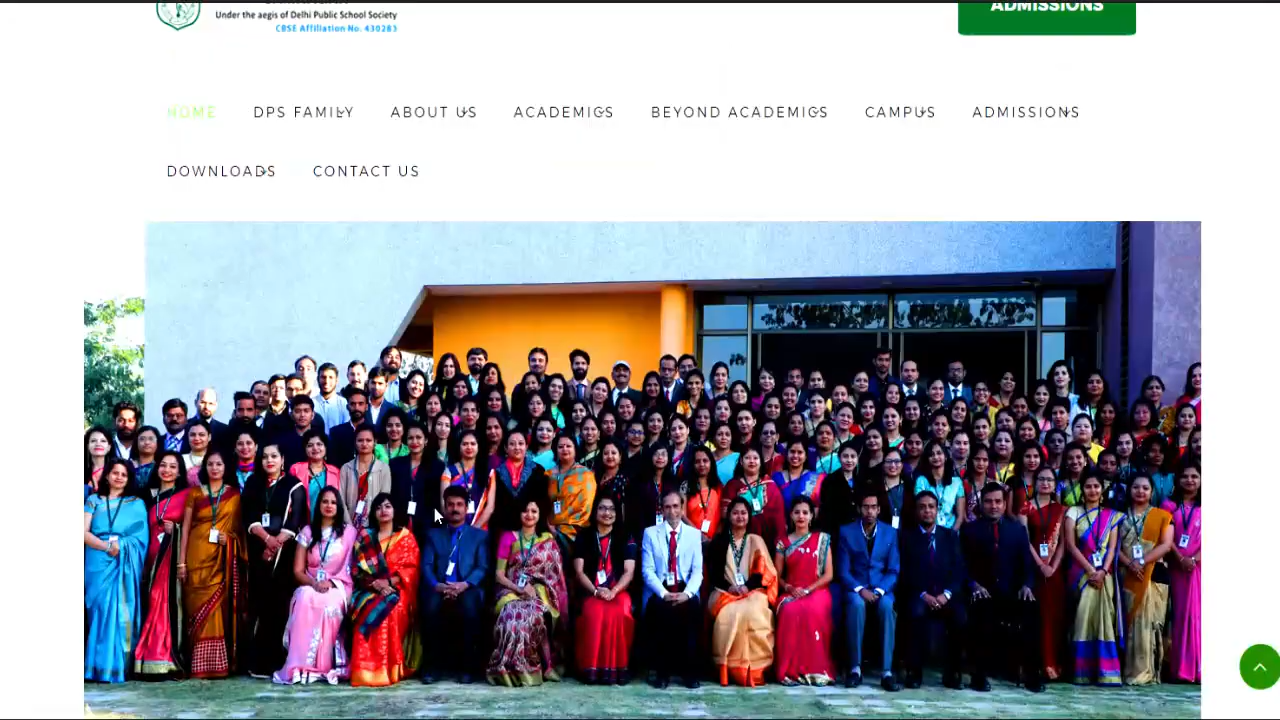 Under the aegis of Delhi Public School Society
CBSE Affiliation No. 430283
ADMISSIONS
HOME DPS FAMILY ABOUT US ACADEMICS BEYOND ACADEMICS CAMPUS ADMISSIONS
DOWNLOADS CONTACT US